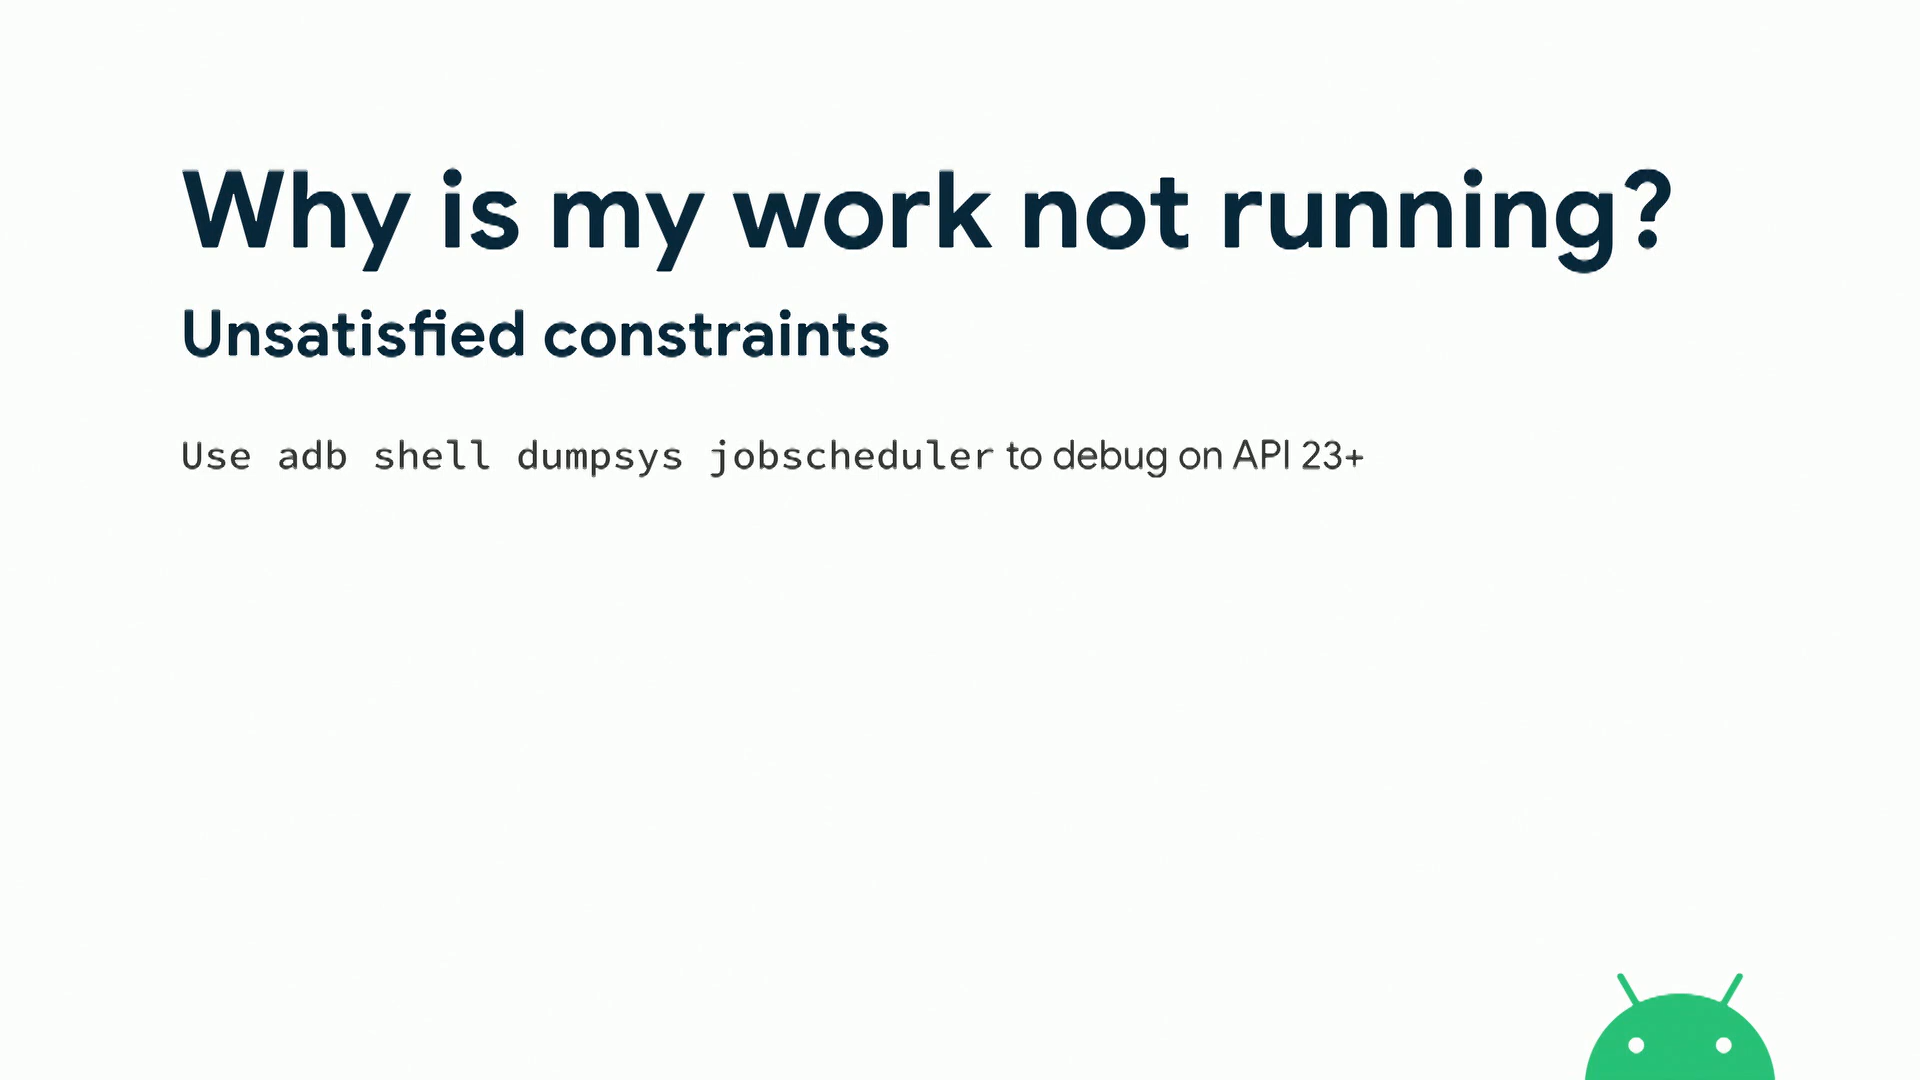 Why is my work not running?
Unsatisfied constraints
Use adb shell dumpsys jobscheduler to debug on API 23+